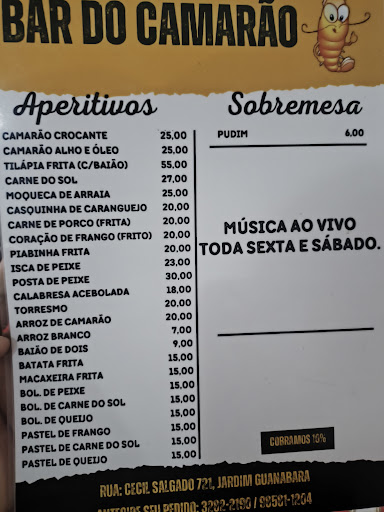 BAR DO CAMARÃO
Aperitivos
CAMARÃO CROCANTE 25,00
CAMARÃO ALHO E ÓLEO 25,00
TILÁPIA FRITA (C/BAIÃO) 55,00
CARNE DO SOL 27,00
MOQUECA DE ARRAIA 25,00
CASQUINHA DE CARANGUEJO 20,00
CARNE DE PORCO (FRITA) 20,00
CORAÇÃO DE FRANGO (FRITO) 20,00
PIABINHA FRITA 20,00
ISCA DE PEIXE 23,00
POSTA DE PEIXE 30,00
CALABRESA ACEBOLADA 18,00
TORRESMO 20,00
ARROZ DE CAMARÃO 20,00
ARROZ BRANCO 7,00
BAIÃO DE DOIS 9,00
BATATA FRITA 15,00
MACAXEIRA FRITA 15,00
BOL. DE PEIXE 15,00
BOL. DE CARNE DO SOL 15,00
BOL. DE QUEIJO 15,00
PASTEL DE FRANGO 15,00
PASTEL DE CARNE DO SOL 15,00
PASTEL DE QUEIJO 15,00
Sobremesa
PUDIM 6,00
MÚSICA AO VIVO
TODA SEXTA E SÁBADO.
COBRAMOS 10%
RUA: CECIL SALGADO 721, JARDIM GUANABARA
ANTECIPE SEU PEDIDO: 3282-2190 / 98581-1204